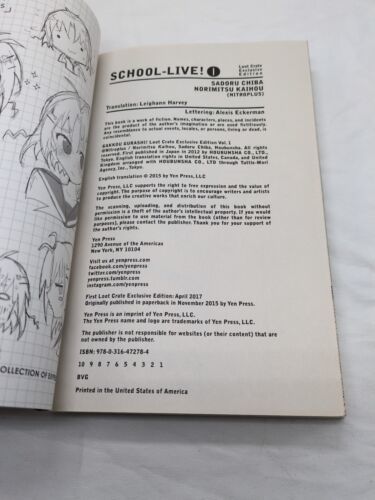 SCHOOL-LIVE! 1
Loot Crate
Exclusive
Edition
SADORU CHIBA
NORIMITSU KAIHOU
(NITROPLUS)
Translation: Leighann Harvey
Lettering: Alexis Eckerman
This book is a work of fiction. Names, characters, places, and incidents
are the product of the author's imagination or are used fictitiously.
Any resemblance to actual events, locales, or persons, living or dead, is
coincidental.
GAKKOU GURASHI! Loot Crate Exclusive Edition Vol. 1
©Nitroplus / Norimitsu Kaihou, Sadoru Chiba, Houbunsha. All rights
reserved. First published in Japan in 2012 by HOUBUNSHA CO., LTD.,
Tokyo. English translation rights in United States, Canada, and United
Kingdom arranged with HOUBUNSHA CO., LTD through Tuttle-Mori
Agency, Inc., Tokyo.
English translation © 2015 by Yen Press, LLC
Yen Press, LLC supports the right to free expression and the value of
copyright. The purpose of copyright is to encourage writers and artists
to produce the creative works that enrich our culture.
The scanning, uploading, and distribution of this book without
permission is a theft of the author's intellectual property. If you would
like permission to use material from the book (other than for review
purposes), please contact the publisher. Thank you for your support of
the author's rights.
Yen Press
1290 Avenue of the Americas
New York, NY 10104
Visit us at yenpress.com
facebook.com/yenpress
twitter.com/yenpress
yenpress.tumblr.com
instagram.com/yenpress
First Loot Crate Exclusive Edition: April 2017
Originally published in paperback in November 2015 by Yen Press.
Yen Press is an imprint of Yen Press, LLC.
The Yen Press name and logo are trademarks of Yen Press, LLC.
The publisher is not responsible for websites (or their content) that are
not owned by the publisher.
ISBN: 978-0-316-47278-4
10 9 8 7 6 5 4 3 2 1
BVG
Printed in the United States of America
COLLECTION OF